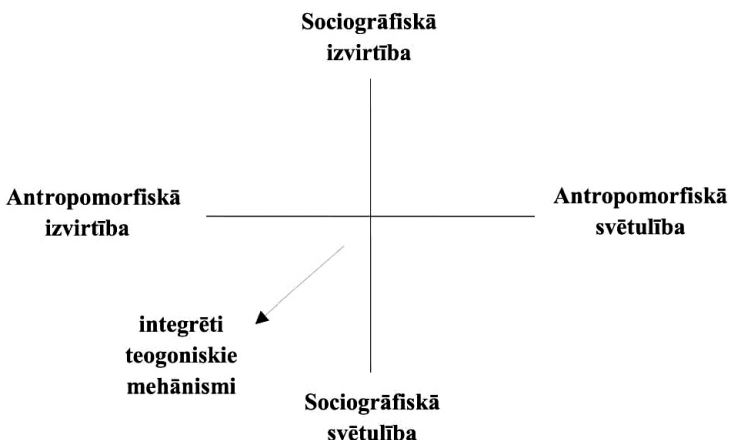 Sociogrāfiskā
izvirtība
Antropomorfiskā
izvirtība
Antropomorfiskā
svētulība
integrēti
teogoniskie
mehānismi
Sociogrāfiskā
svētulība